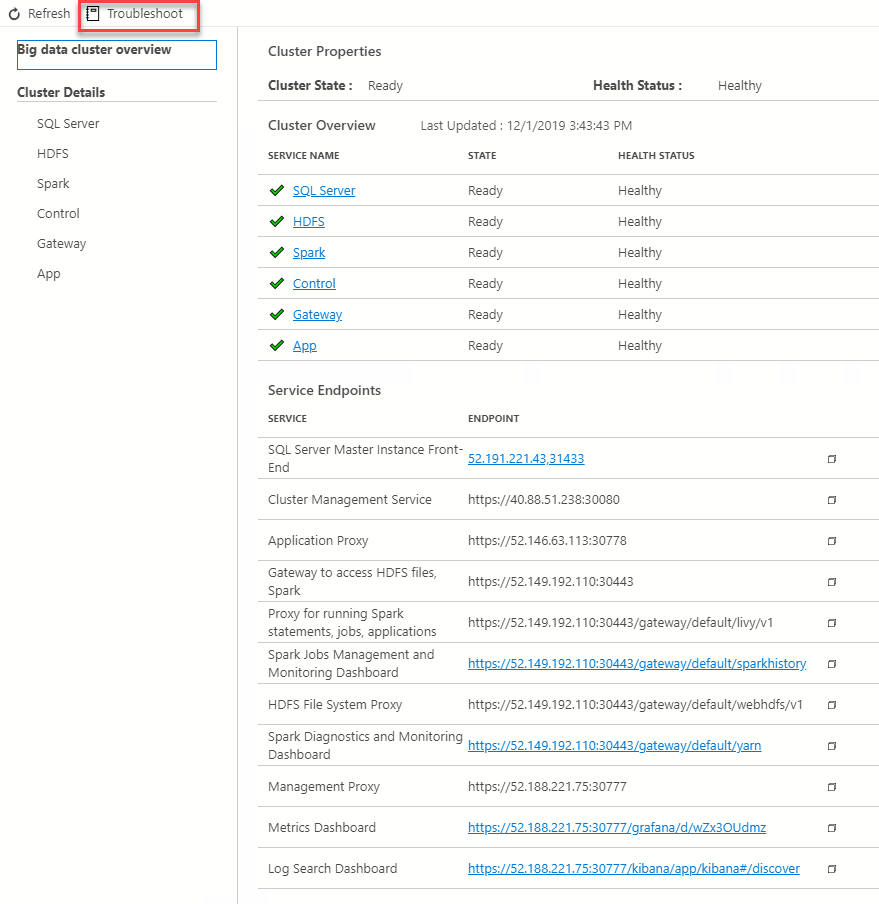 Refresh Troubleshoot
Big data cluster overview
Cluster Details
SQL Server
HDFS
Spark
Control
Gateway
App
Cluster Properties
Cluster State : Ready Health Status : Healthy
Cluster Overview Last Updated : 12/1/2019 3:43:43 PM
SERVICE NAME STATE HEALTH STATUS
SQL Server Ready Healthy
HDFS Ready Healthy
Spark Ready Healthy
Control Ready Healthy
Gateway Ready Healthy
App Ready Healthy
Service Endpoints
SERVICE ENDPOINT
SQL Server Master Instance Front-
End
52.191.221.43,31433
Cluster Management Service https://40.88.51.238:30080
Application Proxy https://52.146.63.113:30778
Gateway to access HDFS files,
Spark
https://52.149.192.110:30443
Proxy for running Spark
statements, jobs, applications
https://52.149.192.110:30443/gateway/default/livy/v1
Spark Jobs Management and
Monitoring Dashboard
https://52.149.192.110:30443/gateway/default/sparkhistory
HDFS File System Proxy https://52.149.192.110:30443/gateway/default/webhdfs/v1
Spark Diagnostics and Monitoring
Dashboard
https://52.149.192.110:30443/gateway/default/yarn
Management Proxy https://52.188.221.75:30777
Metrics Dashboard https://52.188.221.75:30777/grafana/d/wZx3OUdmz
Log Search Dashboard https://52.188.221.75:30777/kibana/app/kibana#/discover